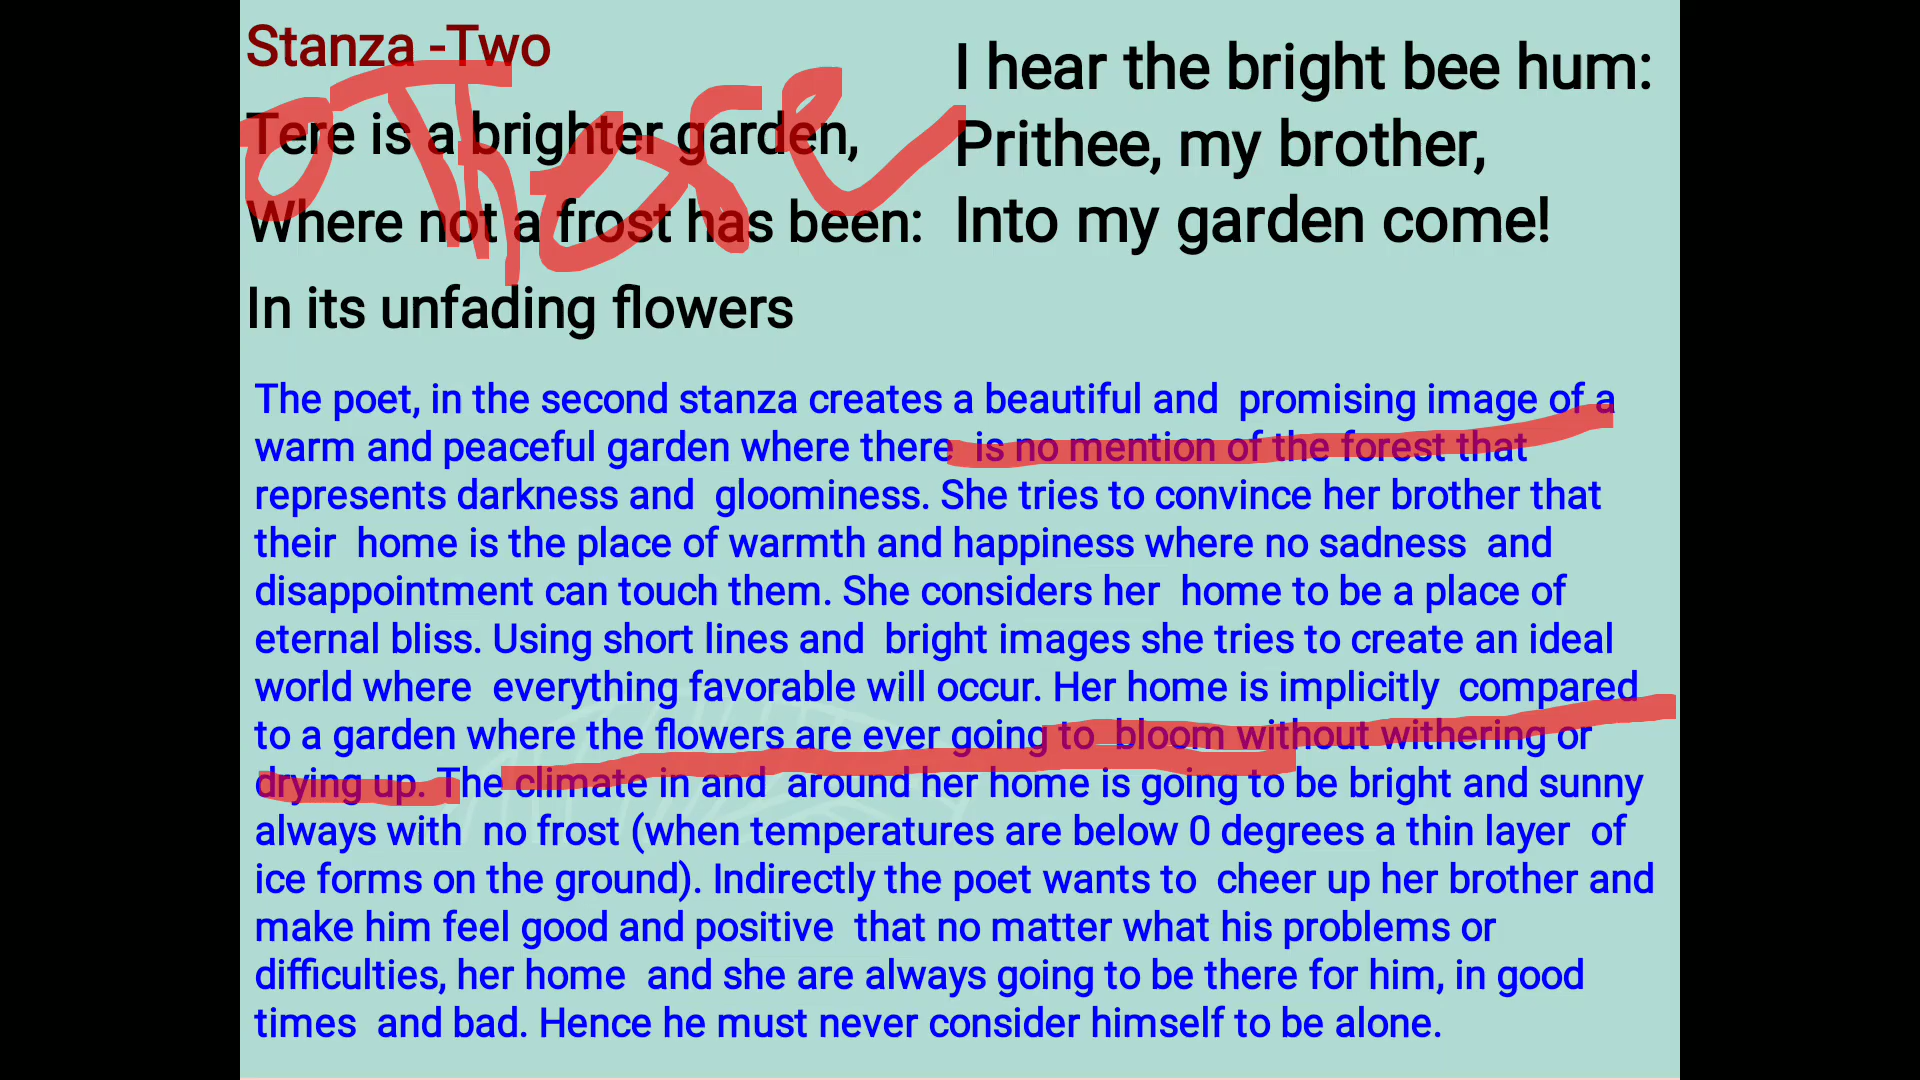 Stanza -Two
Tere is a brighter garden,
Where not a frost has been:
In its unfading flowers
I hear the bright bee hum:
Prithee, my brother,
Into my garden come!
These
The poet, in the second stanza creates a beautiful and promising image of a
warm and peaceful garden where there is no mention of the forest that
represents darkness and gloominess. She tries to convince her brother that
their home is the place of warmth and happiness where no sadness and
disappointment can touch them. She considers her home to be a place of
eternal bliss. Using short lines and bright images she tries to create an ideal
world where everything favorable will occur. Her home is implicitly compared
to a garden where the flowers are ever going to bloom without withering or
drying up. The climate in and around her home is going to be bright and sunny
always with no frost (when temperatures are below 0 degrees a thin layer of
ice forms on the ground). Indirectly the poet wants to cheer up her brother and
make him feel good and positive that no matter what his problems or
difficulties, her home and she are always going to be there for him, in good
times and bad. Hence he must never consider himself to be alone.